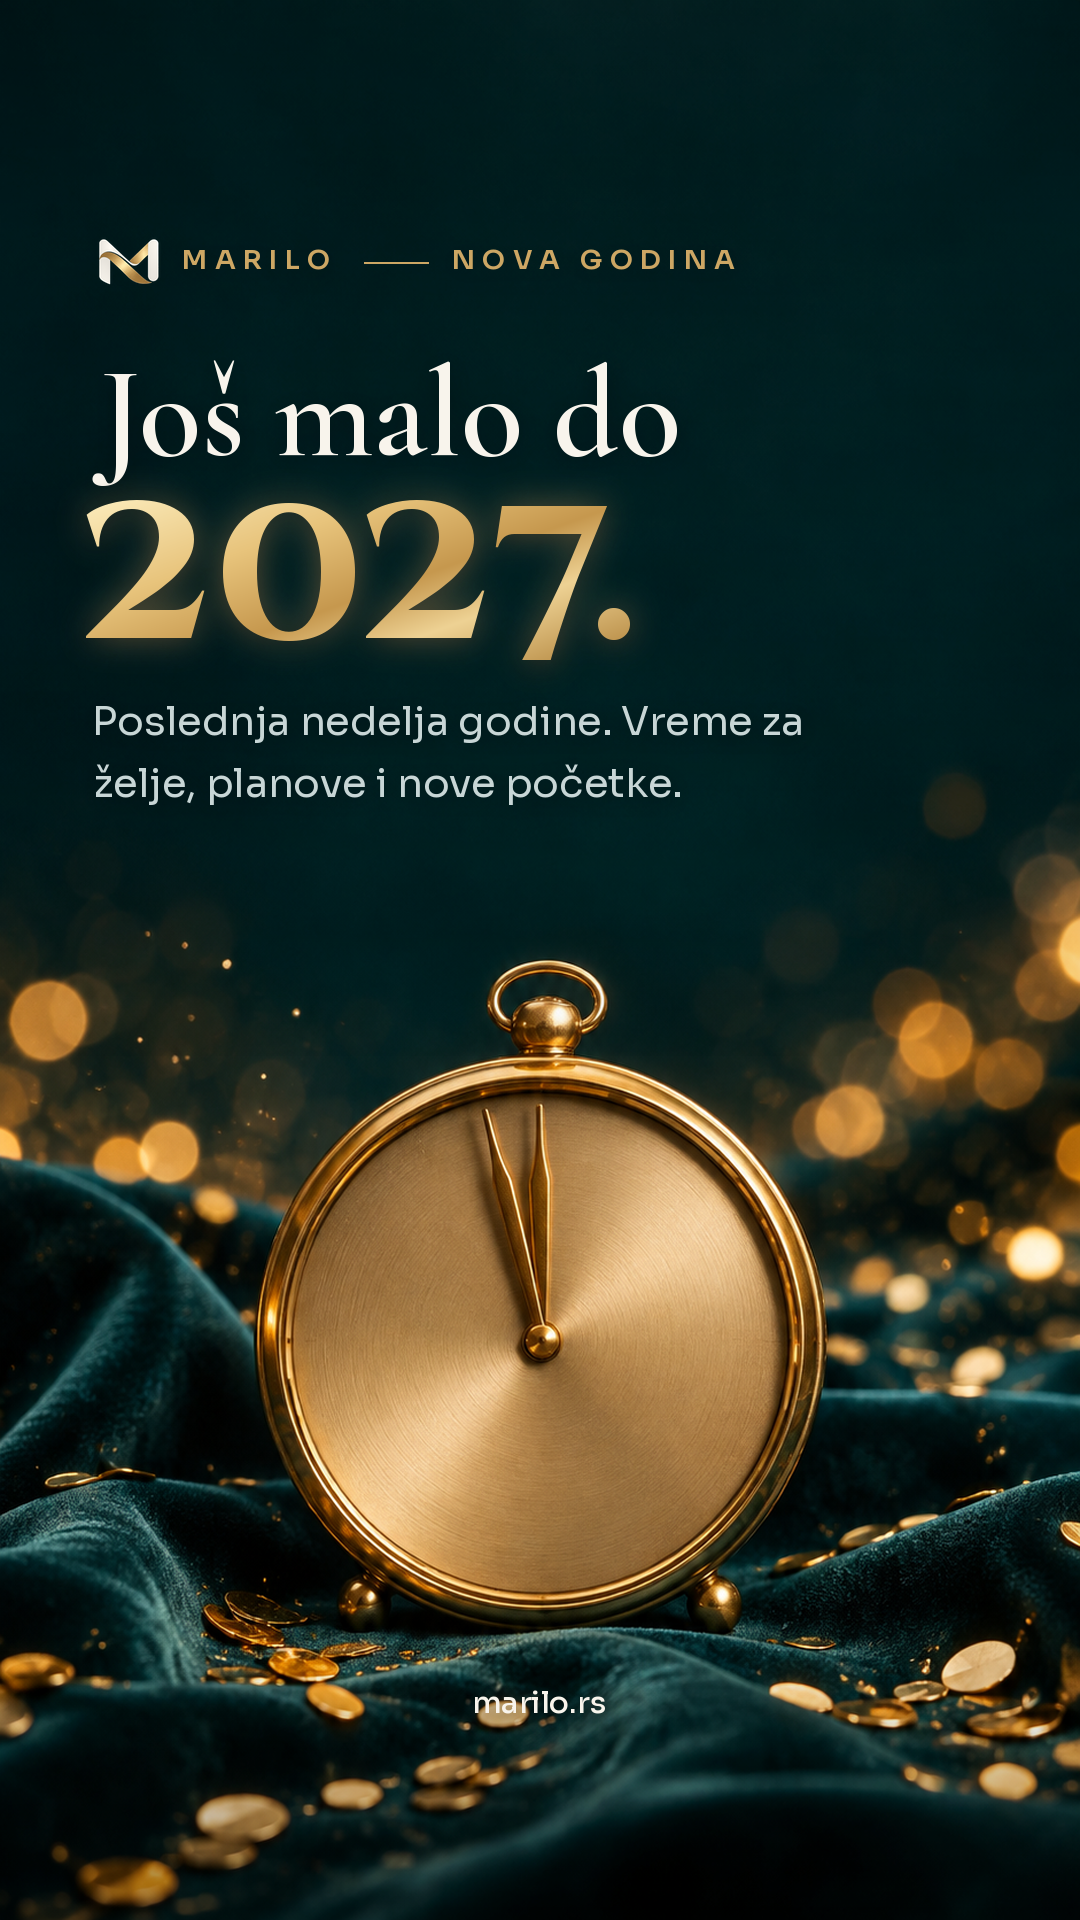 MARILO — NOVA GODINA
Još malo do
2027.
Poslednja nedelja godine. Vreme za
želje, planove i nove početke.
marilo.rs